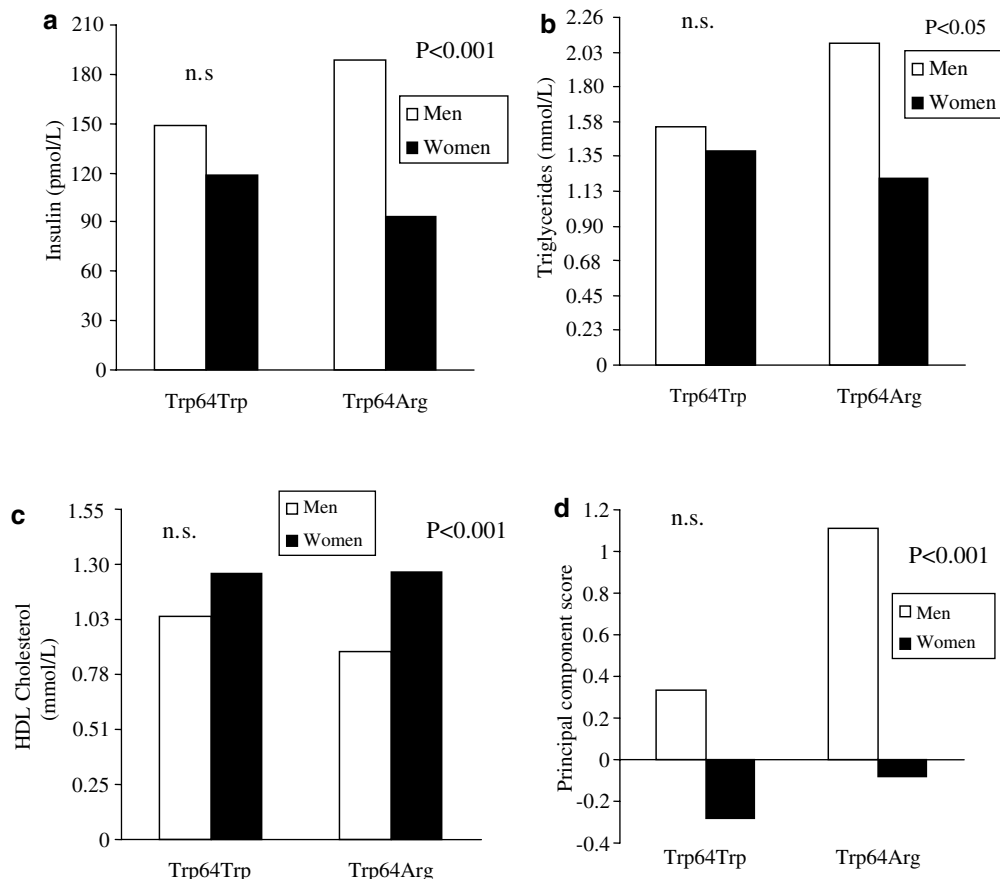 a
210
180
150
120
90
60
30
0
Insulin (pmol/L)
n.s
P<0.001
Men
Women
Trp64Trp
Trp64Arg
b
2.26
2.03
1.80
1.58
1.35
1.13
0.90
0.68
0.45
0.23
0
Triglycerides (mmol/L)
n.s.
P<0.05
Men
Women
Trp64Trp
Trp64Arg
c
1.55
1.30
1.03
0.78
0.51
0.25
0
HDL Cholesterol
(mmol/L)
n.s.
P<0.001
Men
Women
Trp64Trp
Trp64Arg
d
1.2
1
0.8
0.6
0.4
0.2
0
-0.2
-0.4
Principal component score
n.s.
P<0.001
Men
Women
Trp64Trp
Trp64Arg